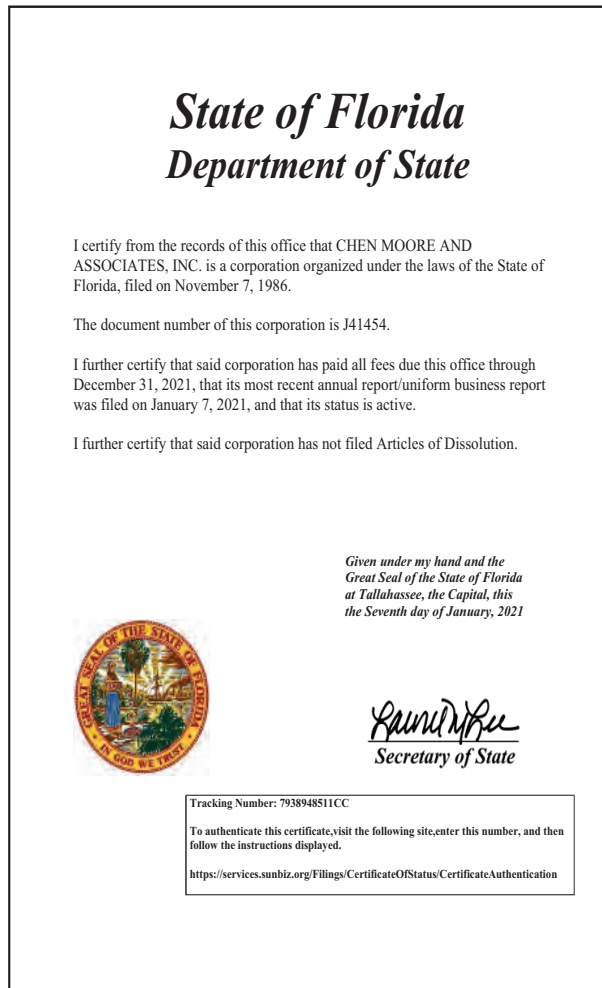 State of Florida
Department of State
I certify from the records of this office that CHEN MOORE AND
ASSOCIATES, INC. is a corporation organized under the laws of the State of
Florida, filed on November 7, 1986.
The document number of this corporation is J41454.
I further certify that said corporation has paid all fees due this office through
December 31, 2021, that its most recent annual report/uniform business report
was filed on January 7, 2021, and that its status is active.
I further certify that said corporation has not filed Articles of Dissolution.
Given under my hand and the
Great Seal of the State of Florida
at Tallahassee, the Capital, this
the Seventh day of January, 2021
GREAT SEAL OF THE STATE OF FLORIDA
IN GOD WE TRUST
Secretary of State
Tracking Number: 7938948511CC
To authenticate this certificate,visit the following site,enter this number, and then
follow the instructions displayed.
https://services.sunbiz.org/Filings/CertificateOfStatus/CertificateAuthentication